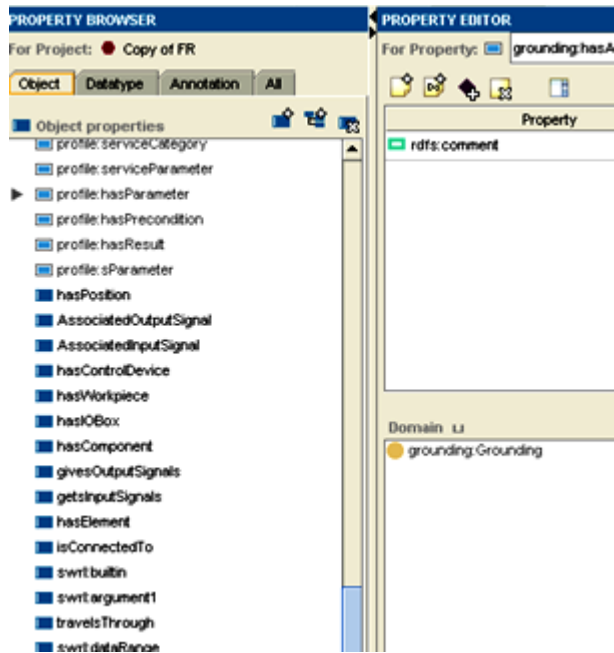 PROPERTY BROWSER
For Project: Copy of FR
Object Datatype Annotation All
Object properties
profile:serviceCategory
profile:serviceParameter
profile:hasParameter
profile:hasPrecondition
profile:hasResult
profile:sParameter
hasPosition
AssociatedOutputSignal
AssociatedInputSignal
hasControlDevice
hasWorkpiece
hasIOBox
hasComponent
givesOutputSignals
getsInputSignals
hasElement
isConnectedTo
swrl:builtin
swrl:argument1
travelsThrough
swrl:dataRange
PROPERTY EDITOR
For Property: grounding:hasA
Property
rdfs:comment
Domain ⊔
grounding:Grounding